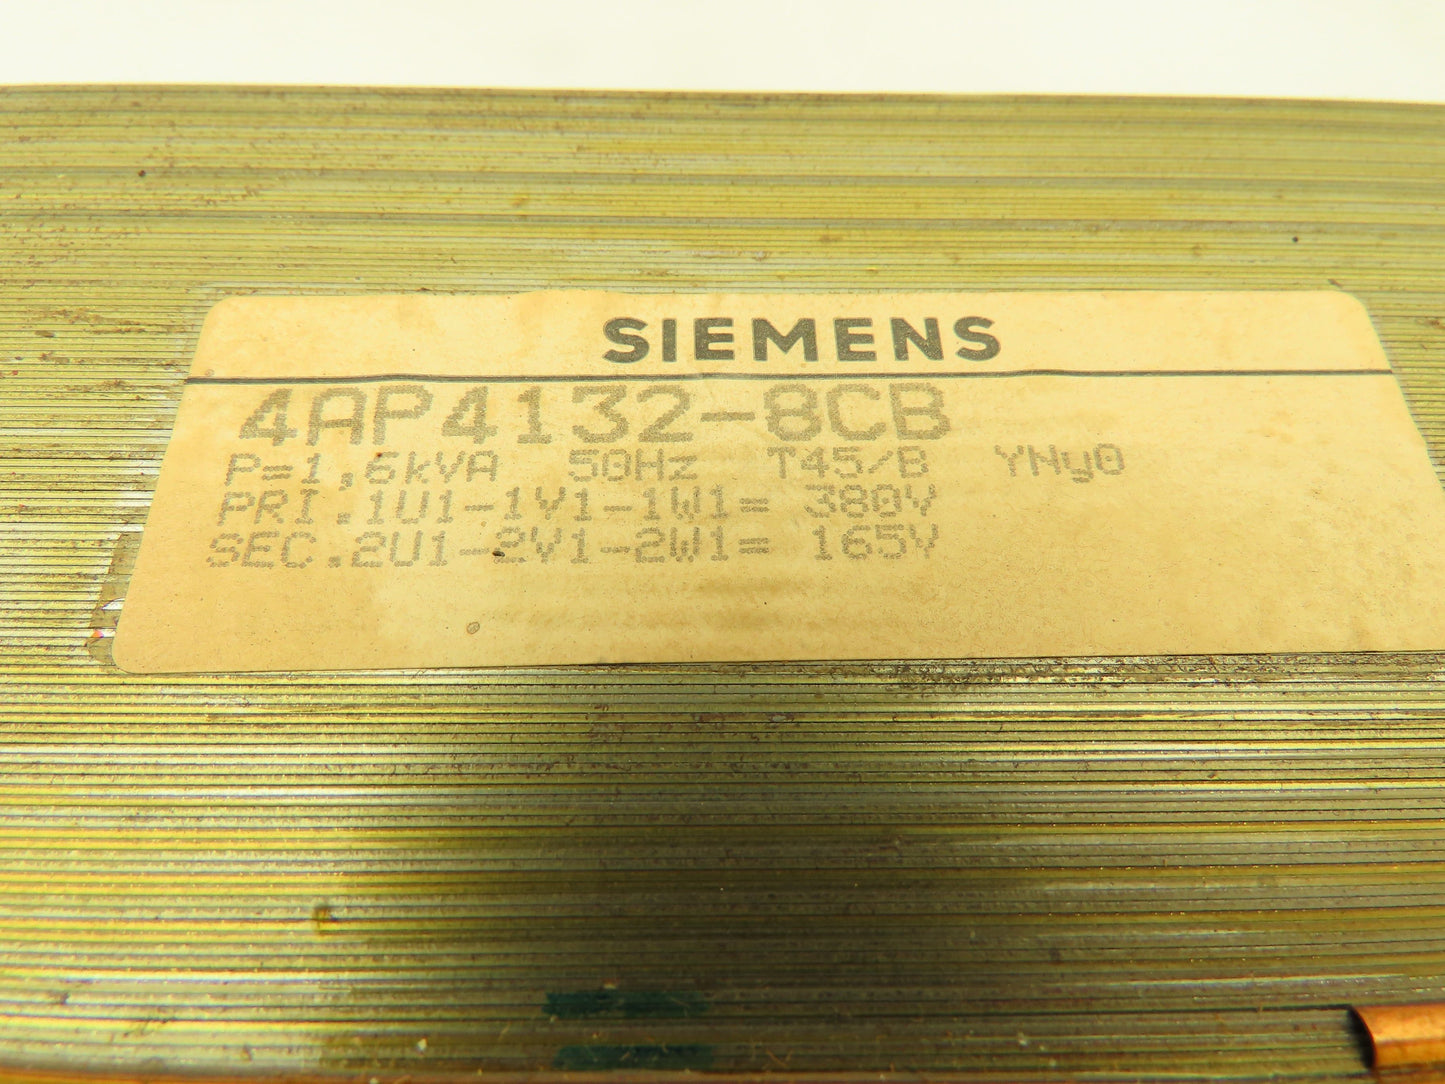 SIEMENS
4AP4132-8CB
P=1,6kVA 50Hz T45/B YNy0
PRI.1U1-1V1-1W1= 380V
SEC.2U1-2V1-2W1= 165V